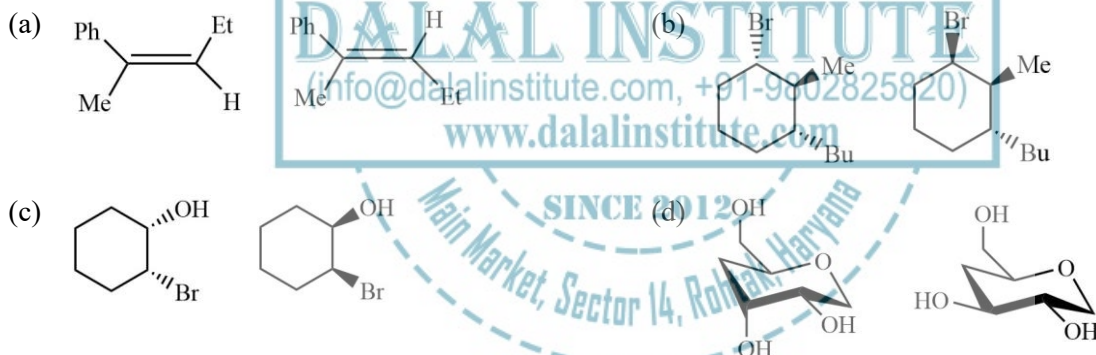 (a)
Ph
Et
Me
H
Ph
H
Me
Et
(b)
Br
Me
Bu
Br
Me
Bu
DALAL INSTITUTE
(info@dalalinstitute.com, +91-9802825820)
www.dalalinstitute.com
SINCE 2012
Main Market, Sector 14, Rohtak, Haryana
(c)
OH
Br
OH
Br
(d)
OH
O
OH
OH
OH
O
HO
OH